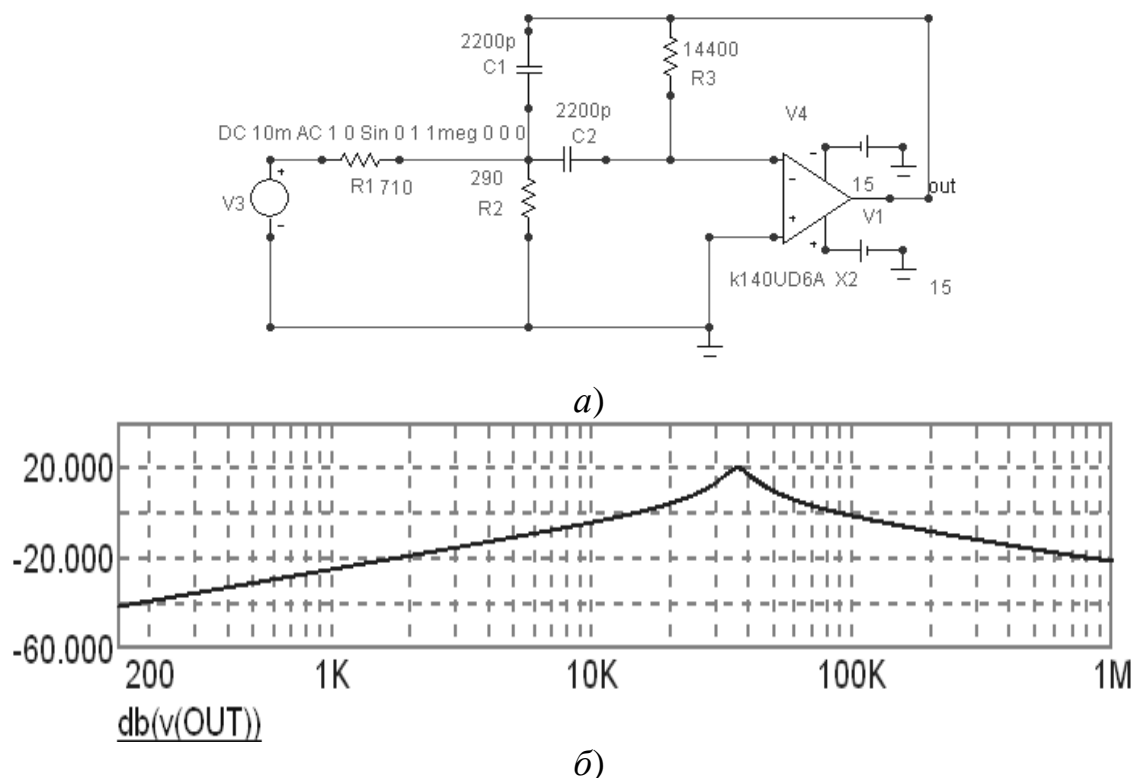 2200p
C1
14400
R3
2200p
C2
V4
DC 10m AC 1 0 Sin 0 1 1meg 0 0 0
R1 710
290
R2
V3
15
out
V1
k140UD6A X2
15
а)
20.000
-20.000
-60.000
200 1K 10K 100K 1M
db(v(OUT))
б)